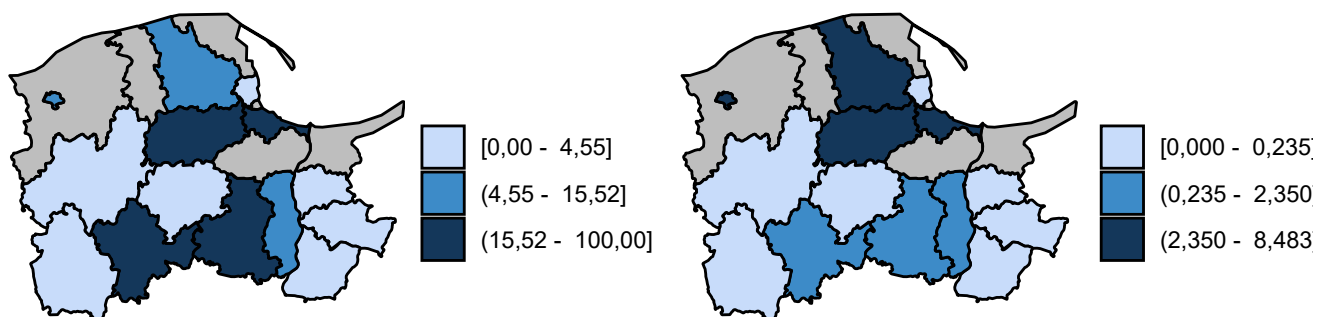 [0,00 - 4,55]
(4,55 - 15,52]
(15,52 - 100,00]
[0,000 - 0,235]
(0,235 - 2,350]
(2,350 - 8,483]